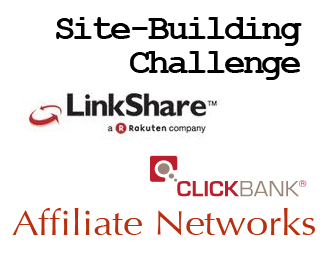 Site-Building
Challenge
LinkShare™
a Rakuten company
CLICKBANK®
Affiliate Networks